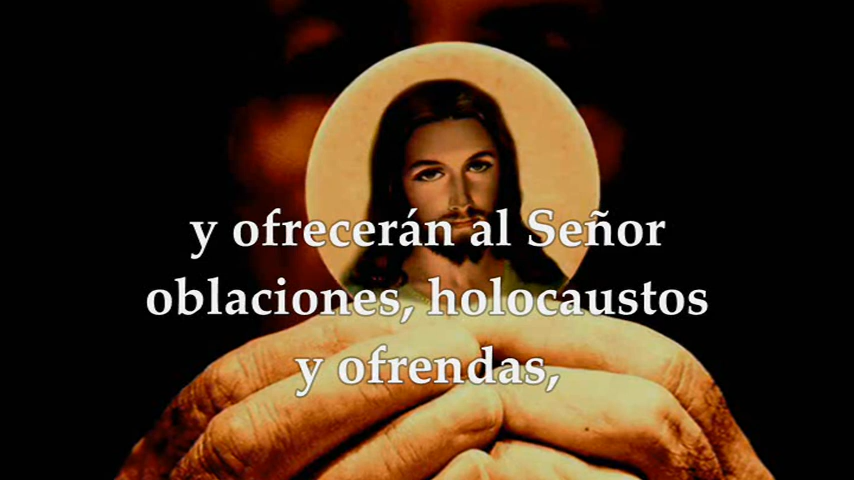 y ofrecerán al Señor
oblaciones, holocaustos
y ofrendas,